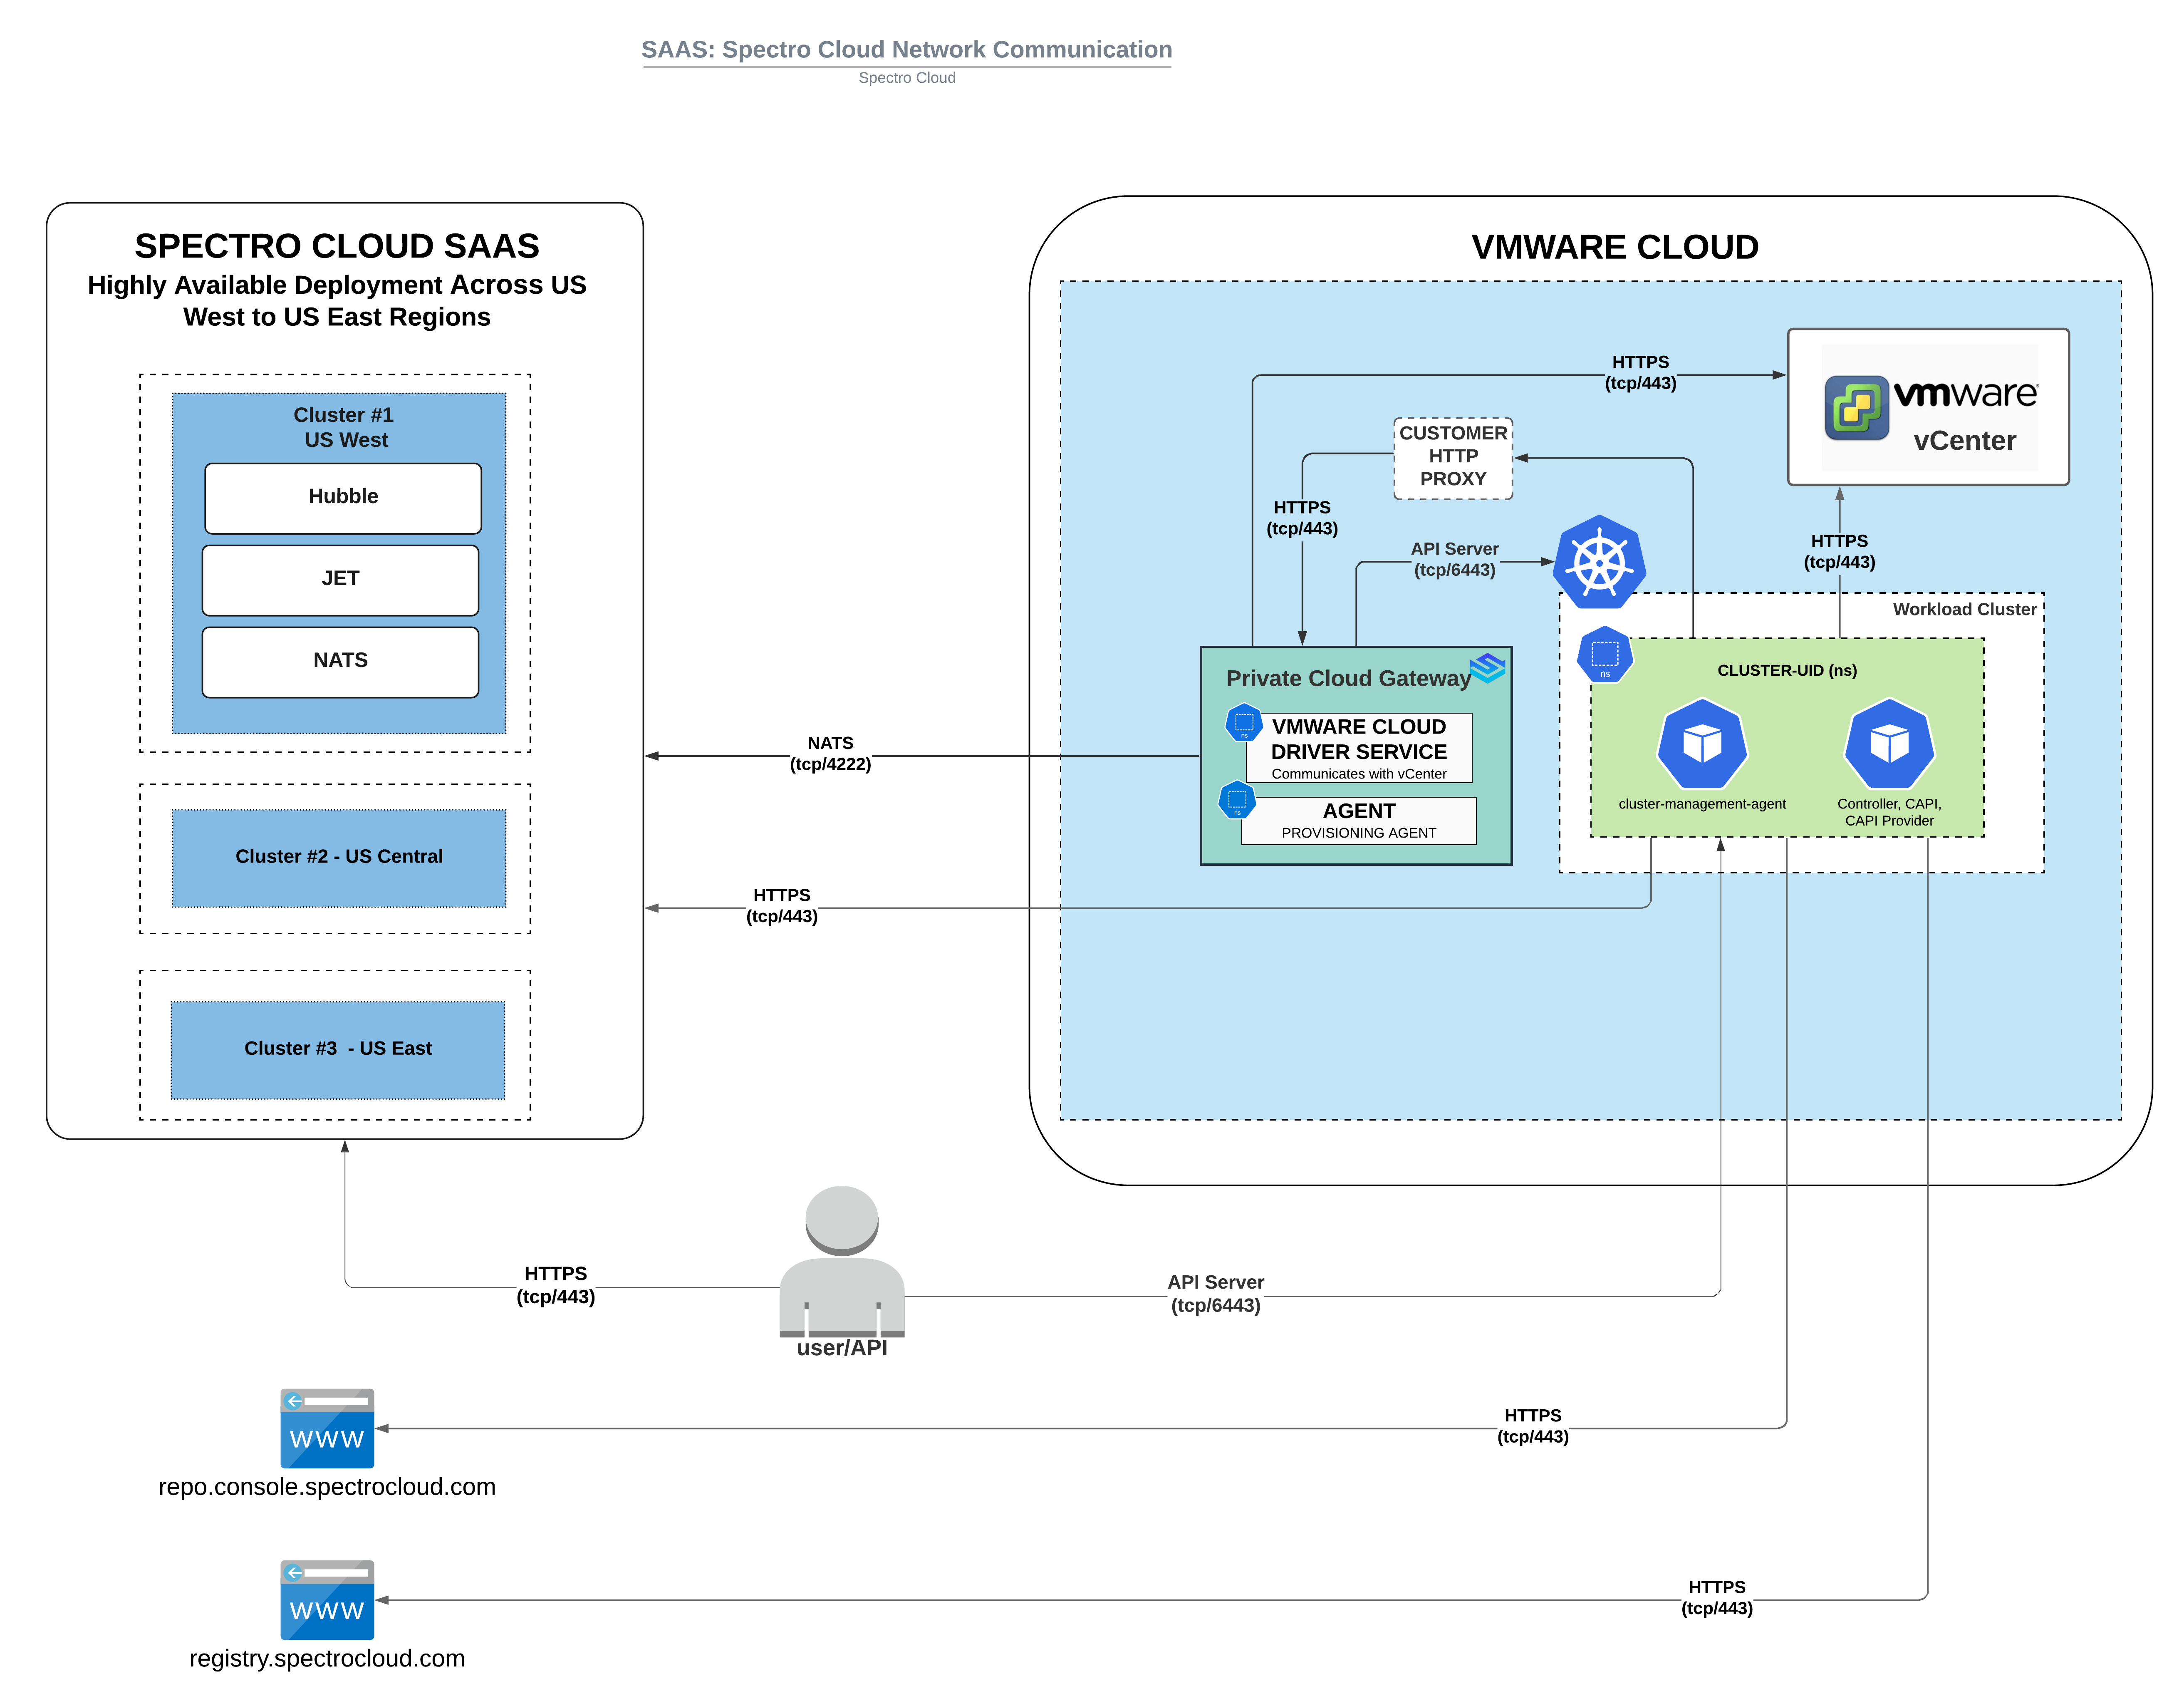 SAAS: Spectro Cloud Network Communication
Spectro Cloud
SPECTRO CLOUD SAAS
Highly Available Deployment Across US
West to US East Regions
Cluster #1
US West
Hubble
JET
NATS
Cluster #2 - US Central
Cluster #3 - US East
VMWARE CLOUD
HTTPS
(tcp/443)
vmware
vCenter
CUSTOMER
HTTP
PROXY
HTTPS
(tcp/443)
API Server
(tcp/6443)
HTTPS
(tcp/443)
Workload Cluster
ns
CLUSTER-UID (ns)
cluster-management-agent
Controller, CAPI,
CAPI Provider
Private Cloud Gateway
ns
VMWARE CLOUD
DRIVER SERVICE
Communicates with vCenter
ns
AGENT
PROVISIONING AGENT
NATS
(tcp/4222)
HTTPS
(tcp/443)
HTTPS
(tcp/443)
user/API
API Server
(tcp/6443)
WWW
repo.console.spectrocloud.com
HTTPS
(tcp/443)
WWW
registry.spectrocloud.com
HTTPS
(tcp/443)